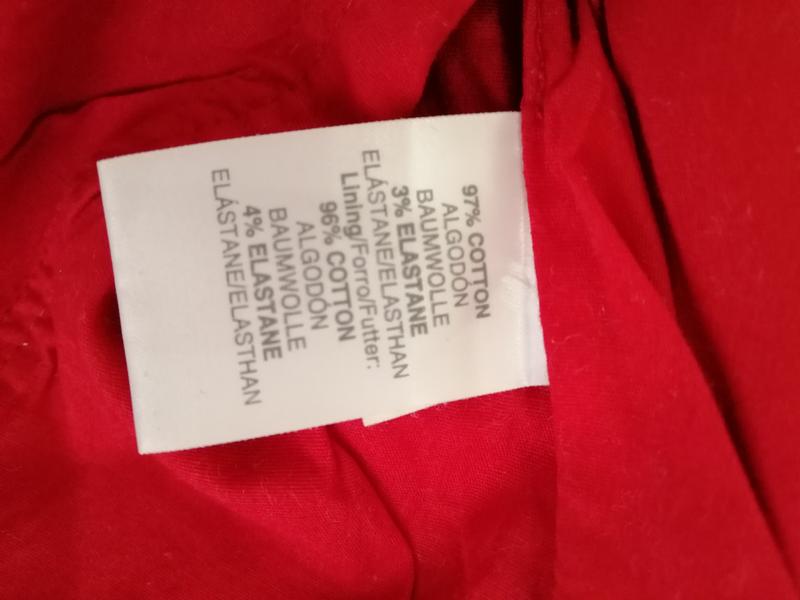 97% COTTON
ALGODÓN
BAUMWOLLE
3% ELASTANE
ELÁSTANE/ELASTHAN
Lining/Forro/Futter:
96% COTTON
ALGODÓN
BAUMWOLLE
4% ELASTANE
ELÁSTANE/ELASTHAN